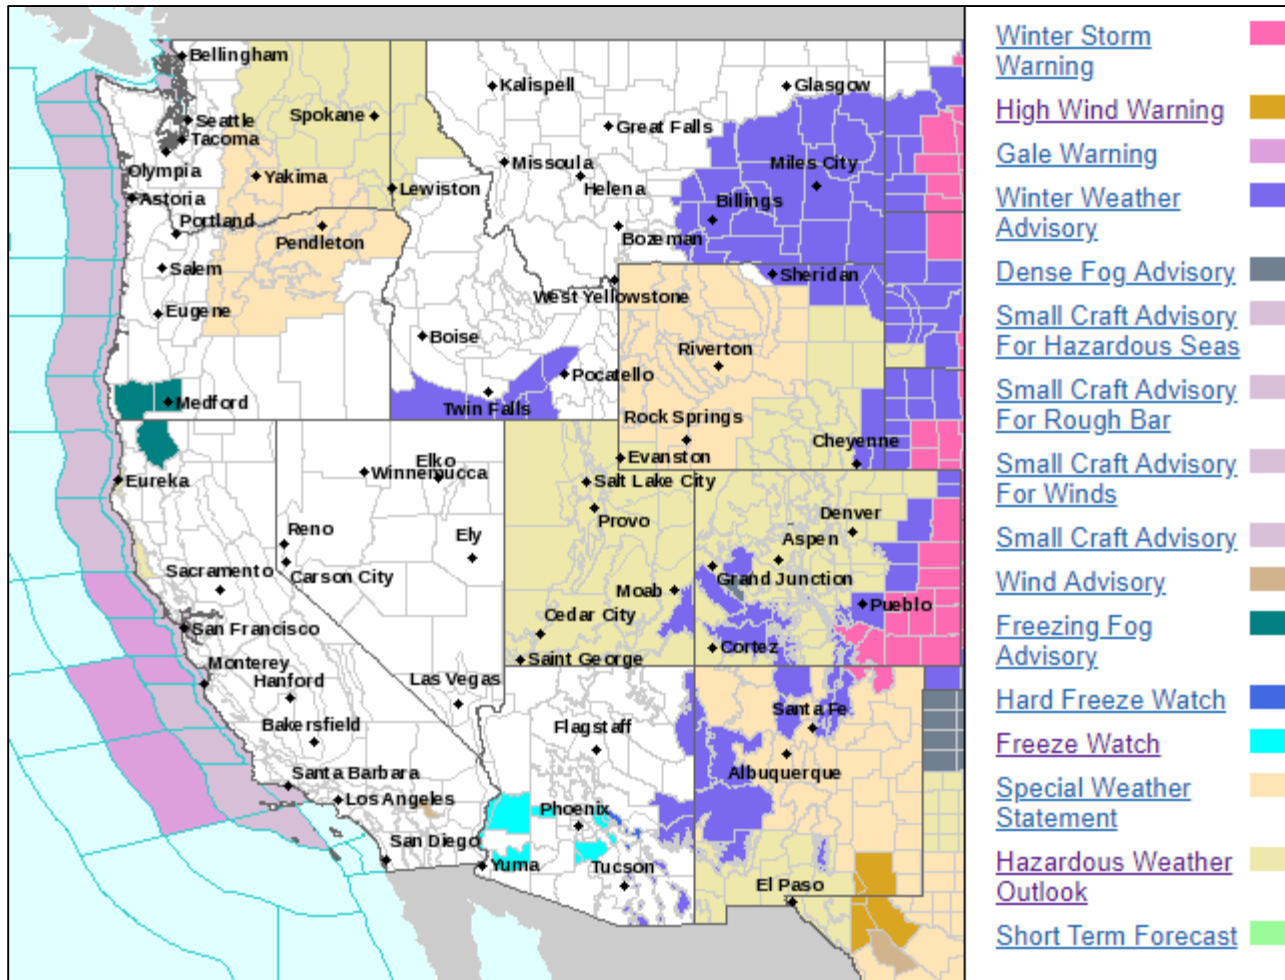 Bellingham
Kalispell
Glasgow
Spokane
Seattle
Tacoma
Great Falls
Olympia
Yakima
Missoula
Helena
Miles City
Astoria
Lewiston
Billings
Portland
Pendleton
Bozeman
Salem
Sheridan
West Yellowstone
Eugene
Boise
Riverton
Pocatello
Medford
Twin Falls
Rock Springs
Cheyenne
Evanston
Elko
Winnemucca
Eureka
Salt Lake City
Provo
Denver
Reno
Ely
Aspen
Sacramento
Carson City
Grand Junction
Moab
Pueblo
Cedar City
San Francisco
Cortez
Saint George
Monterey
Hanford
Las Vegas
Santa Fe
Bakersfield
Flagstaff
Albuquerque
Santa Barbara
Los Angeles
Phoenix
San Diego
Yuma
Tucson
El Paso
Winter Storm
Warning
High Wind Warning
Gale Warning
Winter Weather
Advisory
Dense Fog Advisory
Small Craft Advisory
For Hazardous Seas
Small Craft Advisory
For Rough Bar
Small Craft Advisory
For Winds
Small Craft Advisory
Wind Advisory
Freezing Fog
Advisory
Hard Freeze Watch
Freeze Watch
Special Weather
Statement
Hazardous Weather
Outlook
Short Term Forecast